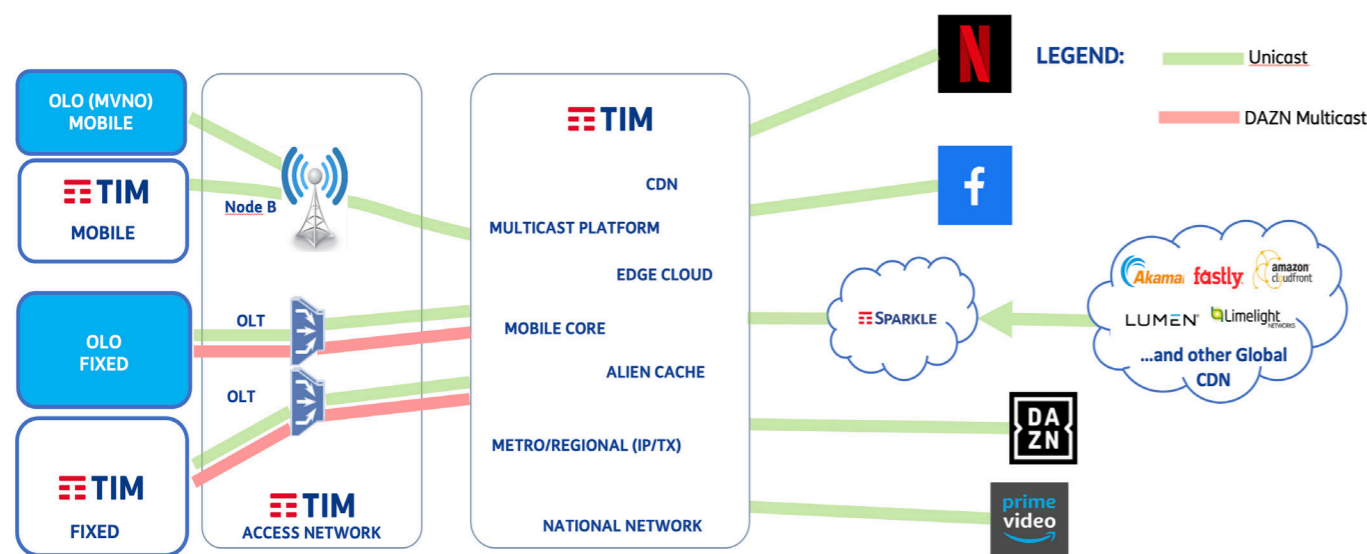 OLO (MVNO)
MOBILE
TIM
MOBILE
OLO
FIXED
TIM
FIXED
Node B
OLT
OLT
TIM
ACCESS NETWORK
TIM
CDN
MULTICAST PLATFORM
EDGE CLOUD
MOBILE CORE
ALIEN CACHE
METRO/REGIONAL (IP/TX)
NATIONAL NETWORK
N
f
SPARKLE
DA
ZN
prime
video
LEGEND:
Unicast
DAZN Multicast
Akamai
fastly
amazon
cloudfront
LUMEN
Limelight
NETWORKS
...and other Global
CDN